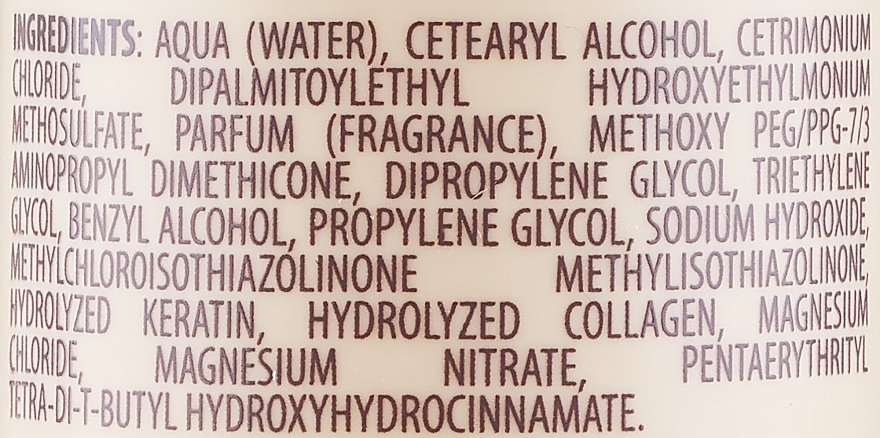 INGREDIENTS: AQUA (WATER), CETEARYL ALCOHOL, CETRIMONIUM
CHLORIDE, DIPALMITOYLETHYL HYDROXYETHYLMONIUM
METHOSULFATE, PARFUM (FRAGRANCE), METHOXY PEG/PPG-7/3
AMINOPROPYL DIMETHICONE, DIPROPYLENE GLYCOL, TRIETHYLENE
GLYCOL, BENZYL ALCOHOL, PROPYLENE GLYCOL, SODIUM HYDROXIDE,
METHYLCHLOROISOTHIAZOLINONE METHYLISOTHIAZOLINONE,
HYDROLYZED KERATIN, HYDROLYZED COLLAGEN, MAGNESIUM
CHLORIDE, MAGNESIUM NITRATE, PENTAERYTHRITYL
TETRA-DI-T-BUTYL HYDROXYHYDROCINNAMATE.